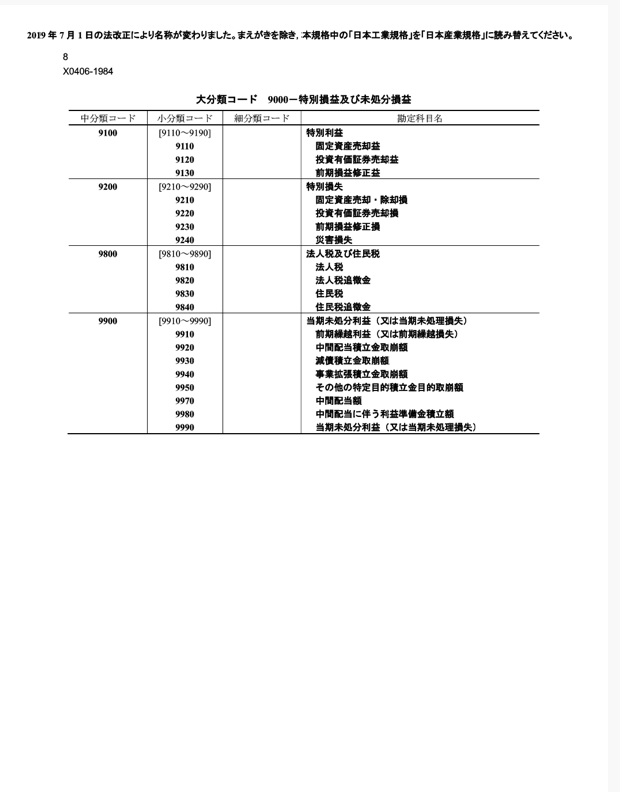 2019 年 7 月 1 日の法改正により名称が変わりました。まえがきを除き,本規格中の「日本工業規格」を「日本産業規格」に読み替えてください。
8
X0406-1984
大分類コード 9000－特別損益及び未処分損益
中分類コード 小分類コード 細分類コード 勘定科目名
9100 [9110～9190] 特別利益
9110 固定資産売却益
9120 投資有価証券売却益
9130 前期損益修正益
9200 [9210～9290] 特別損失
9210 固定資産売却・除却損
9220 投資有価証券売却損
9230 前期損益修正損
9240 災害損失
9800 [9810～9890] 法人税及び住民税
9810 法人税
9820 法人税追徴金
9830 住民税
9840 住民税追徴金
9900 [9910～9990] 当期未処分利益（又は当期未処理損失）
9910 前期繰越利益（又は前期繰越損失）
9920 中間配当積立金取崩額
9930 減債積立金取崩額
9940 事業拡張積立金取崩額
9950 その他の特定目的積立金目的取崩額
9970 中間配当額
9980 中間配当に伴う利益準備金積立額
9990 当期未処分利益（又は当期未処理損失）